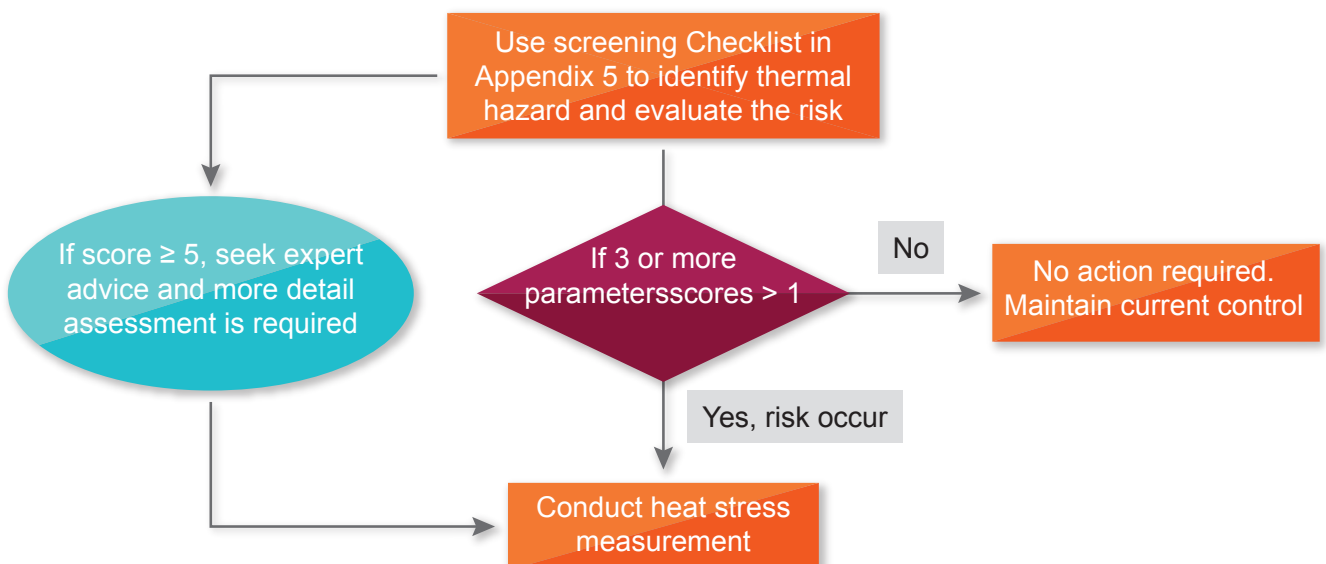 Use screening Checklist in
Appendix 5 to identify thermal
hazard and evaluate the risk
If score ≥ 5, seek expert
advice and more detail
assessment is required
If 3 or more
parametersscores > 1
No
No action required.
Maintain current control
Yes, risk occur
Conduct heat stress
measurement